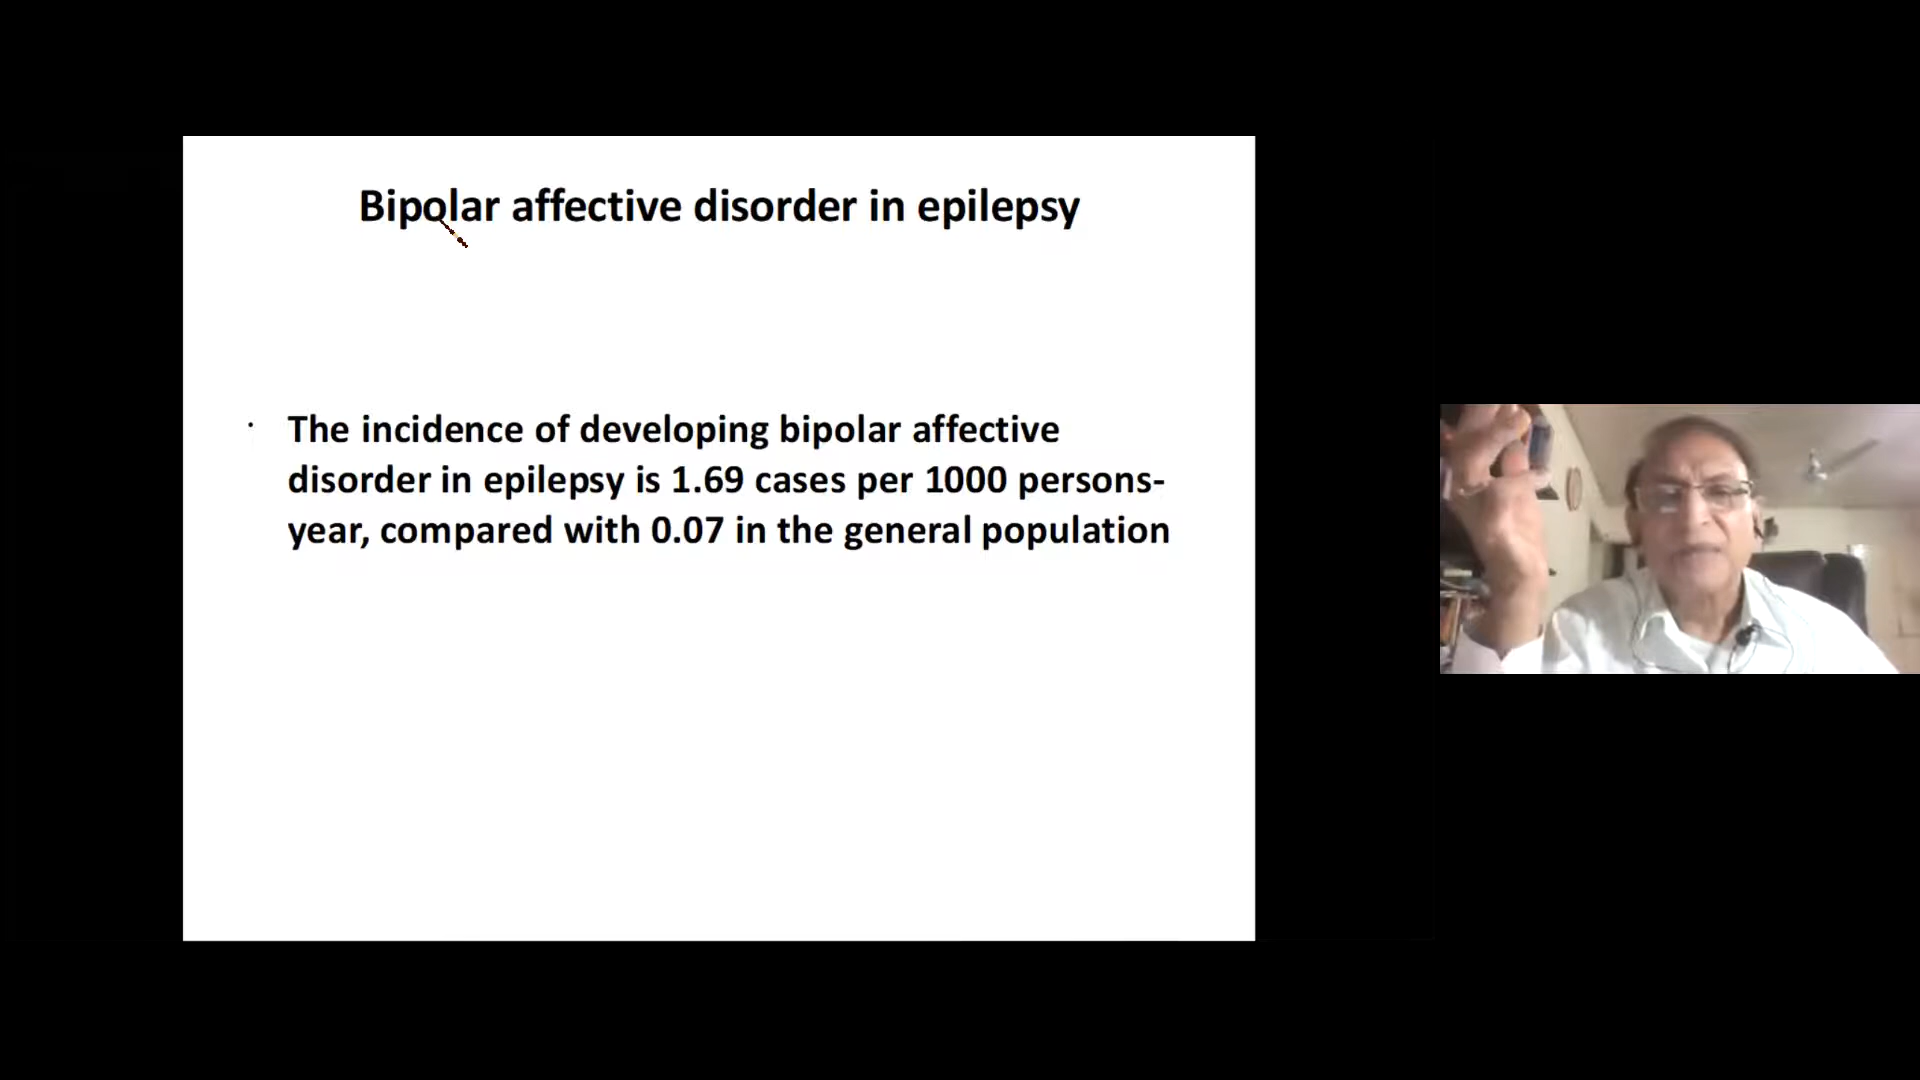 Bipolar affective disorder in epilepsy
• The incidence of developing bipolar affective
disorder in epilepsy is 1.69 cases per 1000 persons-
year, compared with 0.07 in the general population